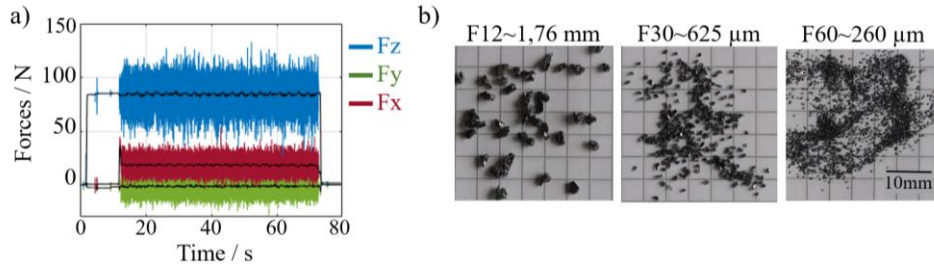 a)
150
100
50
0
Forces / N
0 20 40 60 80
Time / s
Fz
Fy
Fx
b)
F12~1,76 mm
F30~625 µm
F60~260 µm
10mm